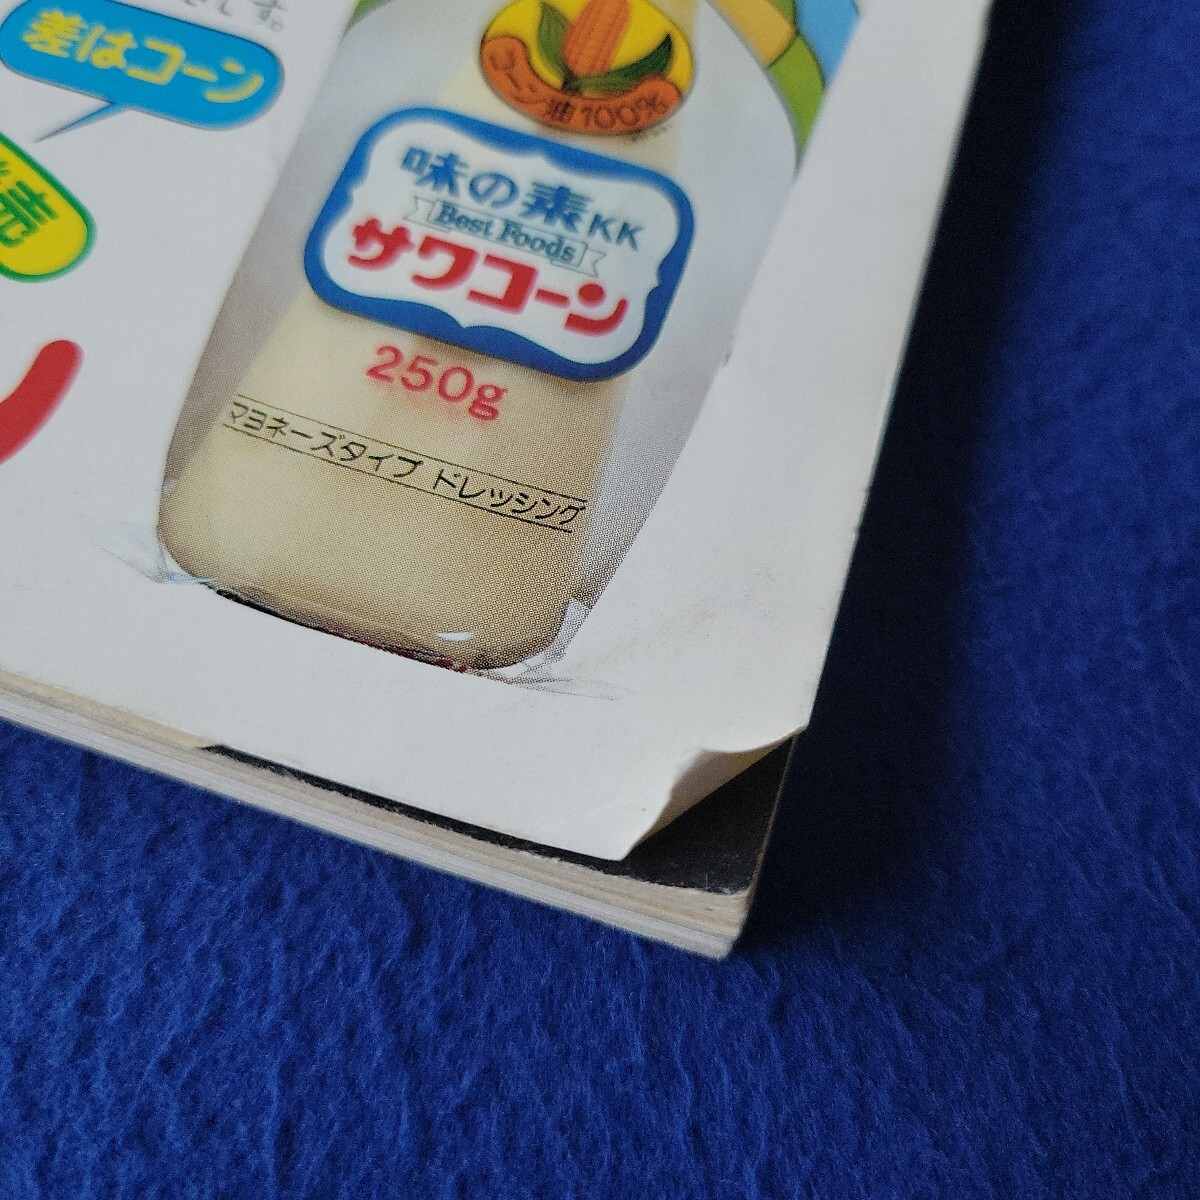 す。
差はコーン
売
コーン油100%
味の素KK
Best Foods
サワコーン
250g
マヨネーズタイプ ドレッシング